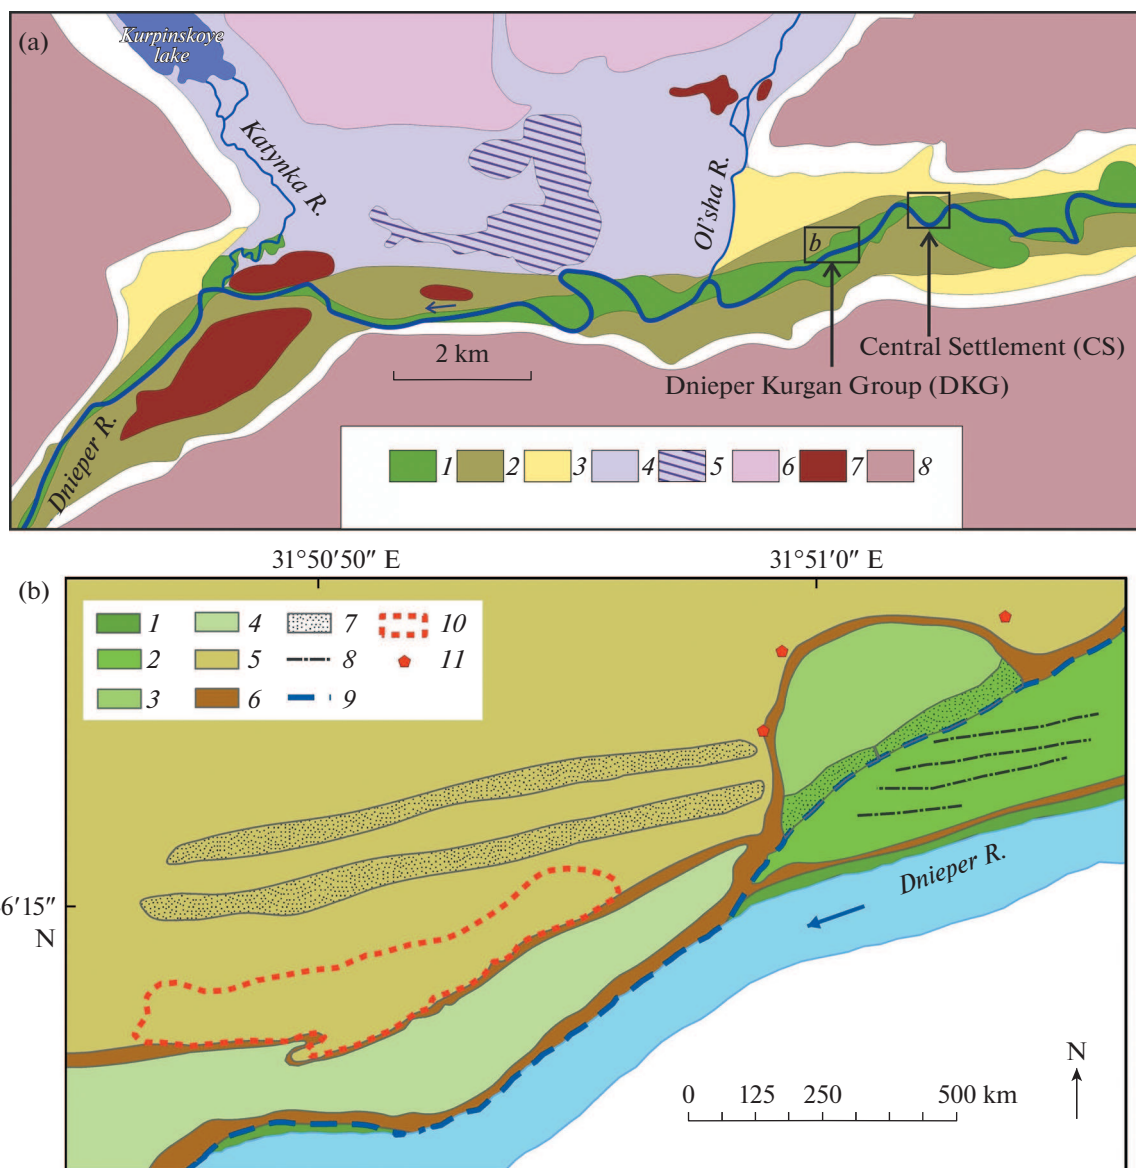 (a)
Kurpinskoye
lake
Katynka R.
Ol'sha R.
b
2 km
Central Settlement (CS)
Dnieper Kurgan Group (DKG)
Dnieper R.
1 2 3 4 5 6 7 8
31°50′50″ E 31°51′0″ E
(b)
1 4 7 10
2 5 8 11
3 6 9
Dnieper R.
6′15″
N
N
0 125 250 500 km